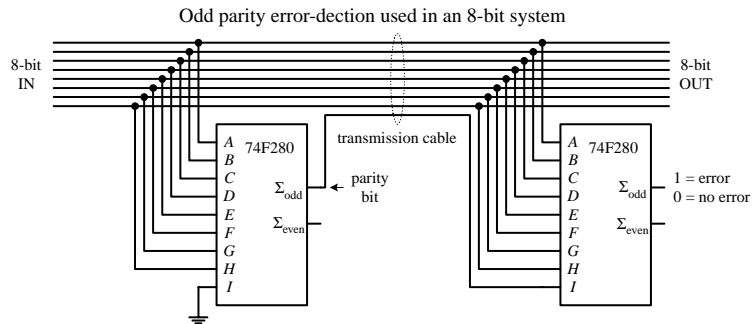 Odd parity error-dection used in an 8-bit system
8-bit
IN
8-bit
OUT
transmission cable
74F280
A
B
C
D
E
F
G
H
I
Σodd
Σeven
parity
bit
74F280
A
B
C
D
E
F
G
H
I
Σodd
Σeven
1 = error
0 = no error